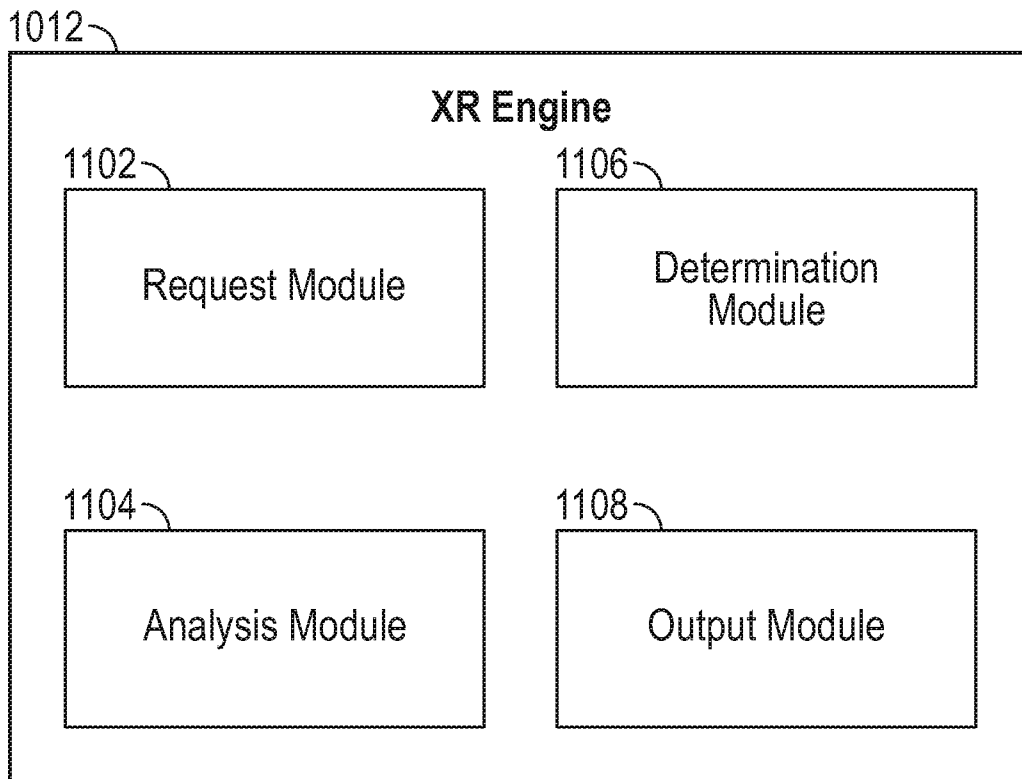 1012
XR Engine
1102
Request Module
1106
Determination
Module
1104
Analysis Module
1108
Output Module